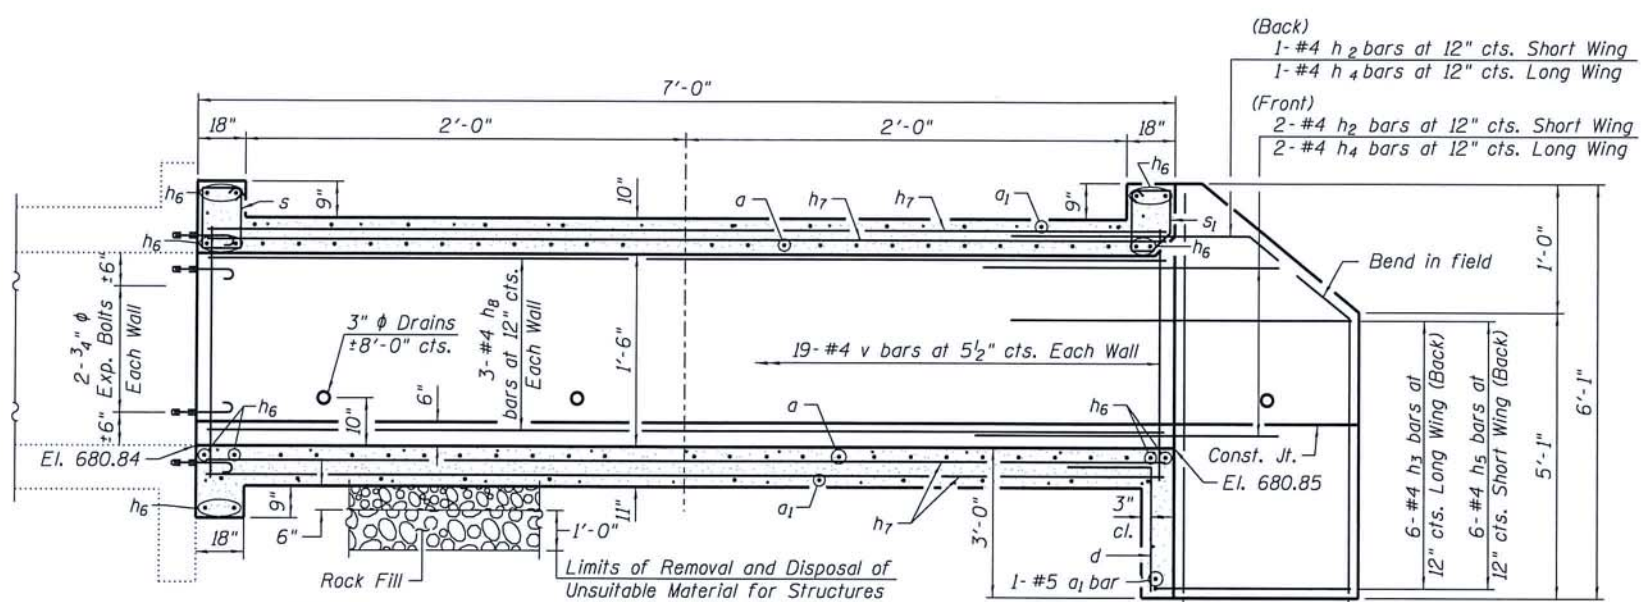 (Back)
1- #4 h2 bars at 12" cts. Short Wing
1- #4 h4 bars at 12" cts. Long Wing
(Front)
2- #4 h2 bars at 12" cts. Short Wing
2- #4 h4 bars at 12" cts. Long Wing
7'-0"
18"
2'-0"
2'-0"
18"
h6
s
9"
10"
a
h7
h7
a1
9"
h6
s1
h6
h6
Bend in field
1'-0"
±6"
2- 3/4" ϕ
Exp. Bolts
Each Wall
±6"
3" ϕ Drains
±8'-0" cts.
3- #4 h8
bars at 12" cts.
Each Wall
1'-6"
19- #4 v bars at 5 1/2" cts. Each Wall
6"
10"
h6
a
h6
El. 680.84
Const. Jt.
El. 680.85
6- #4 h3 bars at
12" cts. Long Wing (Back)
6- #4 h5 bars at
12" cts. Short Wing (Back)
5'-1"
6'-1"
h6
9"
18"
6"
1'-0"
11"
a1
h7
3'-0"
3"
cl.
d
1- #5 a1 bar
Rock Fill
Limits of Removal and Disposal of
Unsuitable Material for Structures